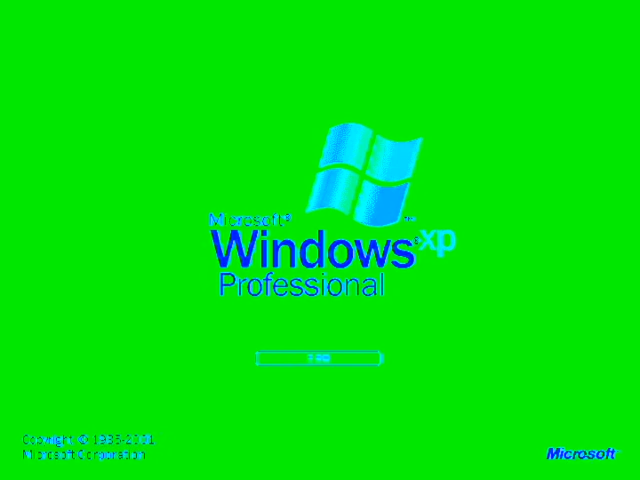 Microsoft®
Windows® xp
Professional
Copyright © 1985-2001
Microsoft Corporation
Microsoft